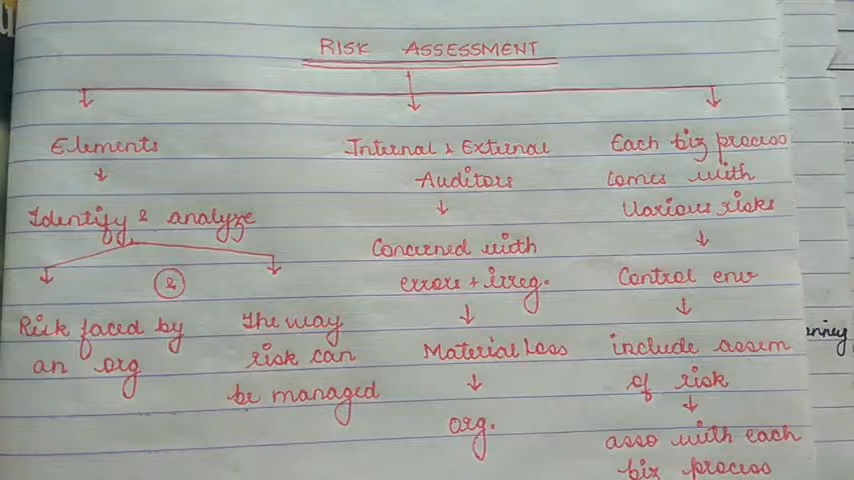 RISK ASSESSMENT
Elements
Identify & analyze
&
Risk faced by
an org
The way
risk can
be managed
Internal & External
Auditors
Concerned with
errors + irreg.
Material Loss
org.
Each biz process
comes with
Various risks
Control env
include assem
of risk
asso with each
biz process